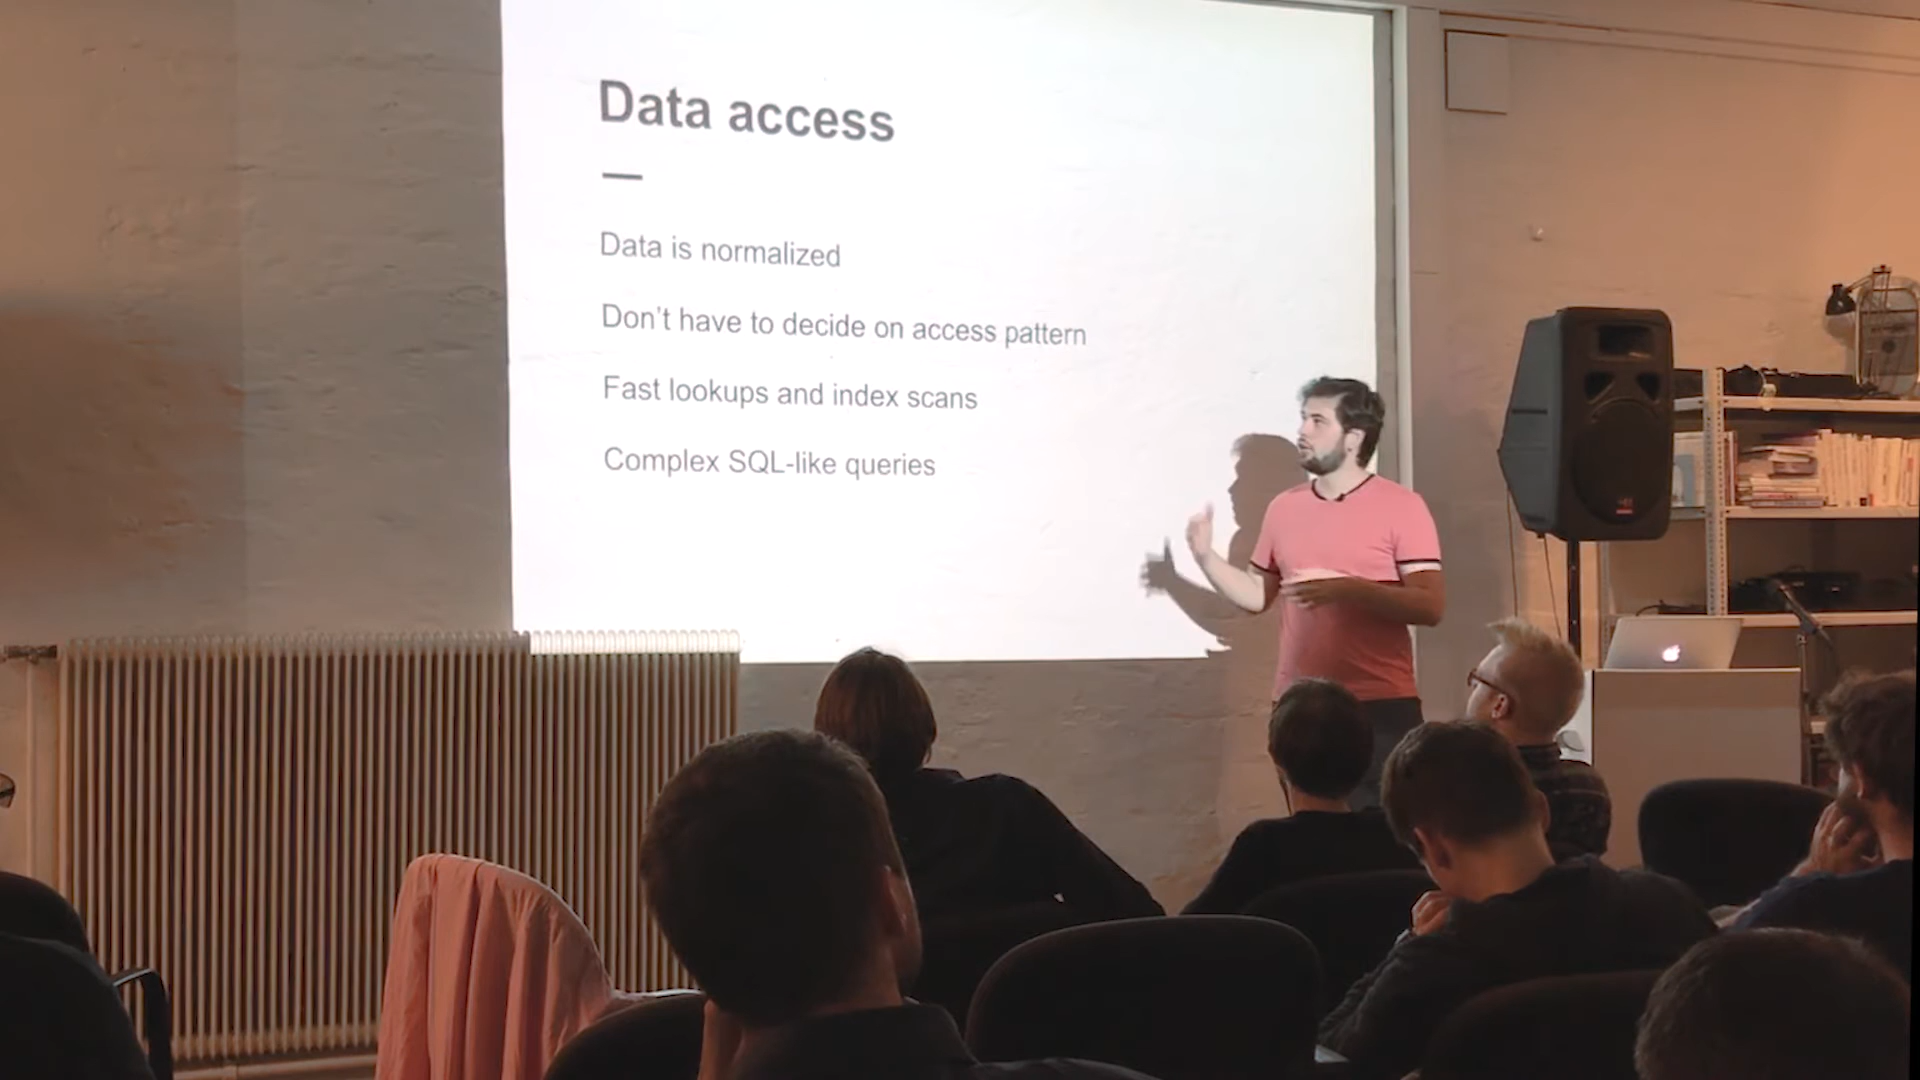 Data access
Data is normalized
Don't have to decide on access pattern
Fast lookups and index scans
Complex SQL-like queries